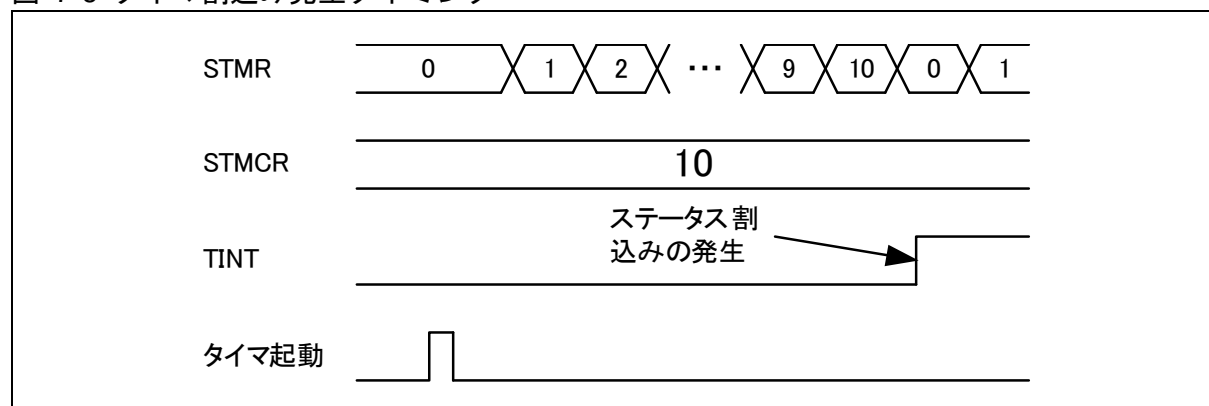 STMR 0 1 2 ・・・ 9 10 0 1
STMCR 10
ステータス割
込みの発生
TINT
タイマ起動